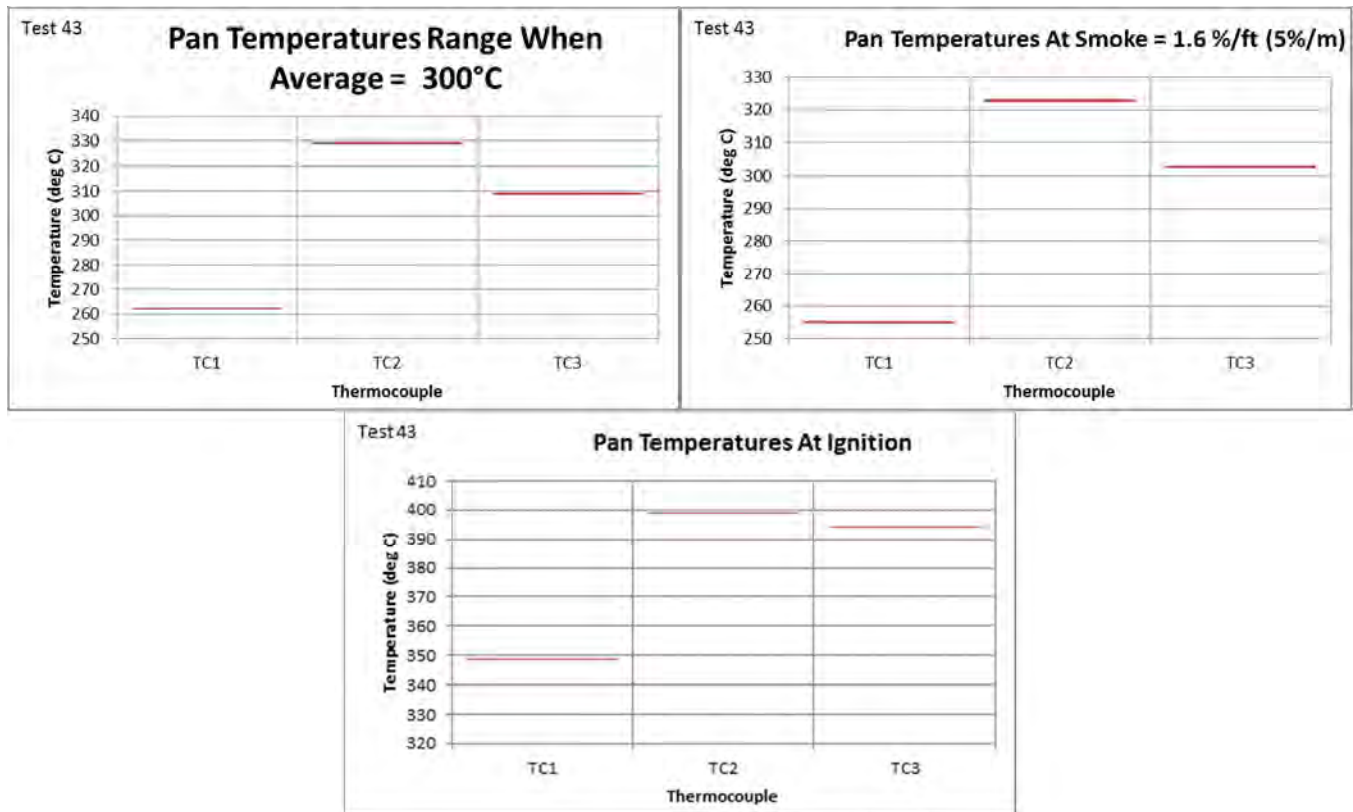 Test 43
Pan Temperatures Range When
Average = 300°C
Temperature (deg C)
340
330
320
310
300
290
280
270
260
250
TC1 TC2 TC3
Thermocouple
Test 43
Pan Temperatures At Smoke = 1.6 %/ft (5%/m)
Temperature (deg C)
330
320
310
300
290
280
270
260
250
TC1 TC2 TC3
Thermocouple
Test 43
Pan Temperatures At Ignition
Temperature (deg C)
410
400
390
380
370
360
350
340
330
320
TC1 TC2 TC3
Thermocouple